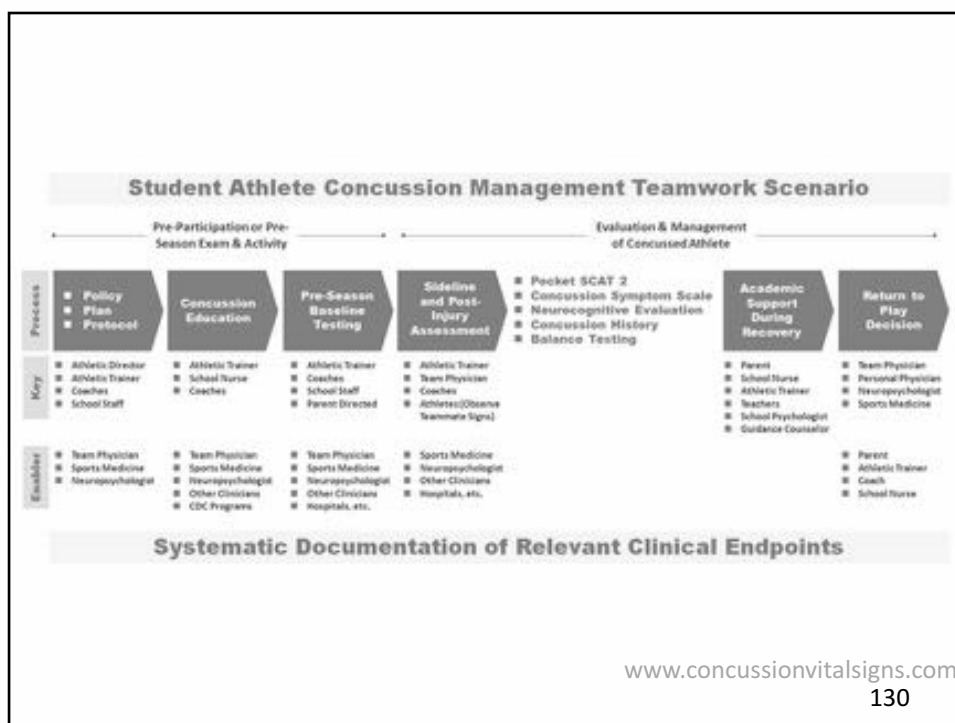 Student Athlete Concussion Management Teamwork Scenario
Pre-Participation or Pre-
Season Exam & Activity
Evaluation & Management
of Concussed Athlete
Process
Policy
Plan
Protocol
Concussion
Education
Pre-Season
Baseline
Testing
Sideline
and Post-
Injury
Assessment
Pocket SCAT 2
Concussion Symptom Scale
Neurocognitive Evaluation
Concussion History
Balance Testing
Academic
Support
During
Recovery
Return to
Play
Decision
Key
Athletic Director
Athletic Trainer
Coaches
School Staff
Athletic Trainer
School Nurse
Coaches
Athletic Trainer
Coaches
School Staff
Parent Directed
Athletic Trainer
Team Physician
Coaches
Athletes(Observe
Teammate Signs)
Parent
School Nurse
Athletic Trainer
Teachers
School Psychologist
Guidance Counselor
Team Physician
Personal Physician
Neuropsychologist
Sports Medicine
Enabler
Team Physician
Sports Medicine
Neuropsychologist
Team Physician
Sports Medicine
Neuropsychologist
Other Clinicians
CDC Programs
Team Physician
Sports Medicine
Neuropsychologist
Other Clinicians
Hospitals, etc.
Sports Medicine
Neuropsychologist
Other Clinicians
Hospitals, etc.
Parent
Athletic Trainer
Coach
School Nurse
Systematic Documentation of Relevant Clinical Endpoints
www.concussionvitalsigns.com
130